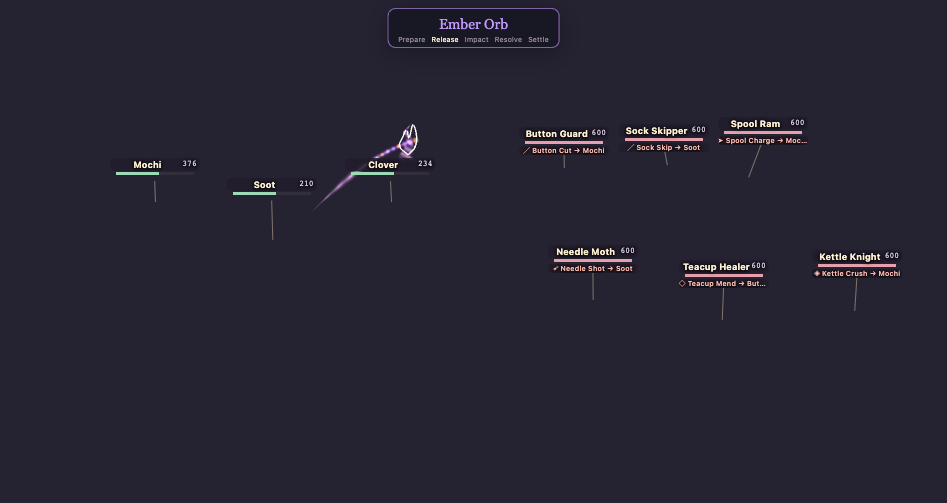 Ember Orb
Prepare Release Impact Resolve Settle
Mochi 376
Soot 210
Clover 234
Button Guard 600
Button Cut → Mochi
Sock Skipper 600
Sock Skip → Soot
Spool Ram 600
Spool Charge → Moc...
Needle Moth 600
Needle Shot → Soot
Teacup Healer 600
Teacup Mend → But...
Kettle Knight 600
Kettle Crush → Mochi